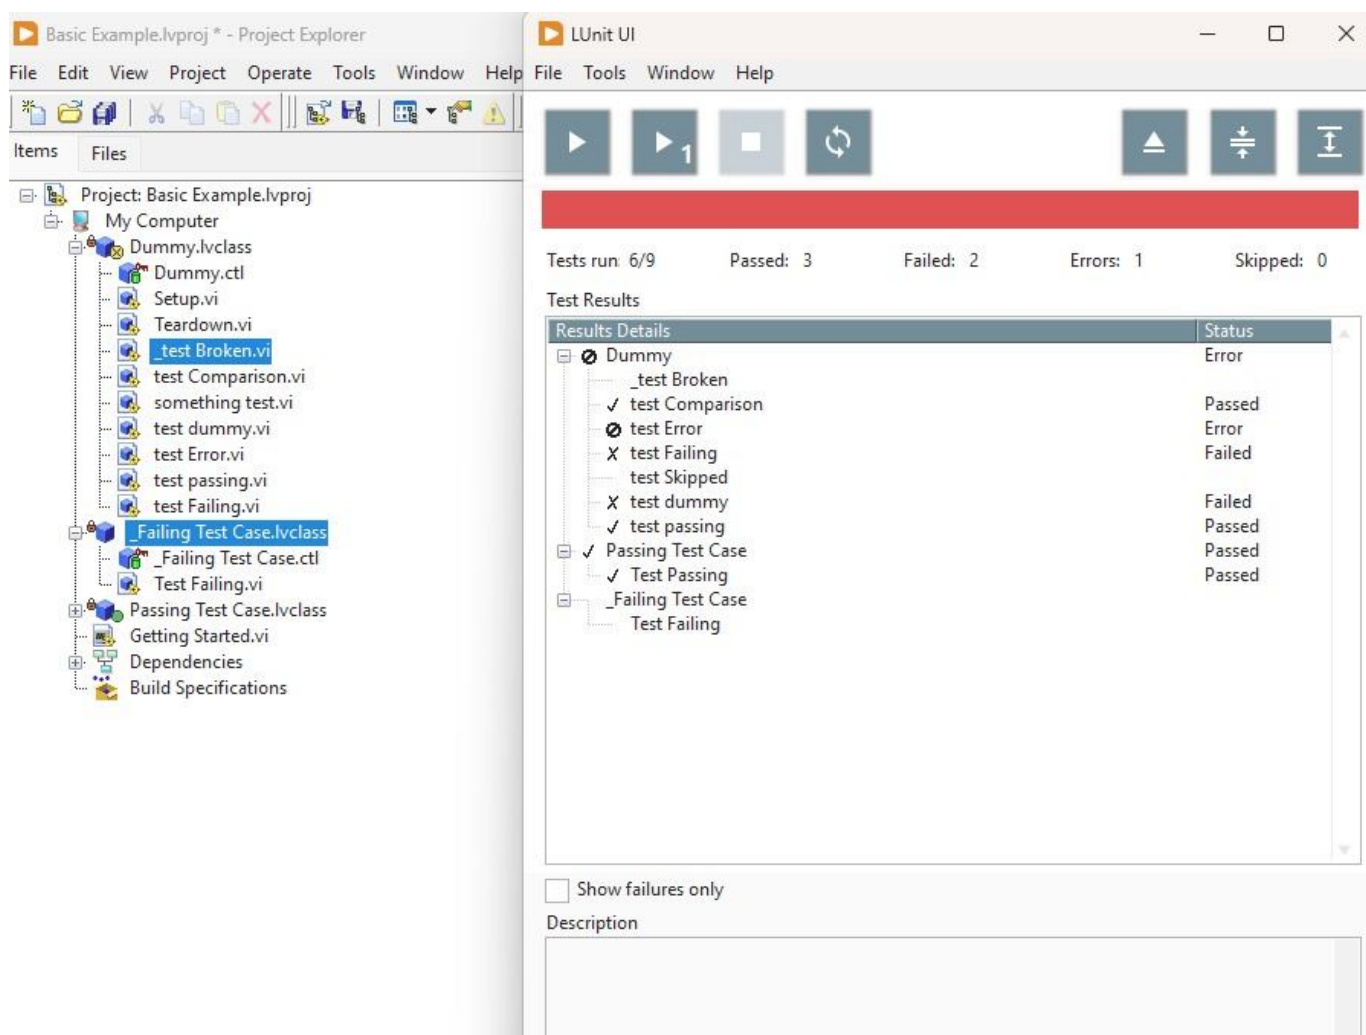 Basic Example.lvproj * - Project Explorer
File Edit View Project Operate Tools Window Help
Items Files
Project: Basic Example.lvproj
My Computer
Dummy.lvclass
Dummy.ctl
Setup.vi
Teardown.vi
_test Broken.vi
test Comparison.vi
something test.vi
test dummy.vi
test Error.vi
test passing.vi
test Failing.vi
_Failing Test Case.lvclass
_Failing Test Case.ctl
Test Failing.vi
Passing Test Case.lvclass
Getting Started.vi
Dependencies
Build Specifications
LUnit UI
File Tools Window Help
1
Tests run: 6/9 Passed: 3 Failed: 2 Errors: 1 Skipped: 0
Test Results
Results Details Status
Dummy Error
_test Broken
test Comparison Passed
test Error Error
test Failing Failed
test Skipped
test dummy Failed
test passing Passed
Passing Test Case Passed
Test Passing Passed
_Failing Test Case
Test Failing
Show failures only
Description